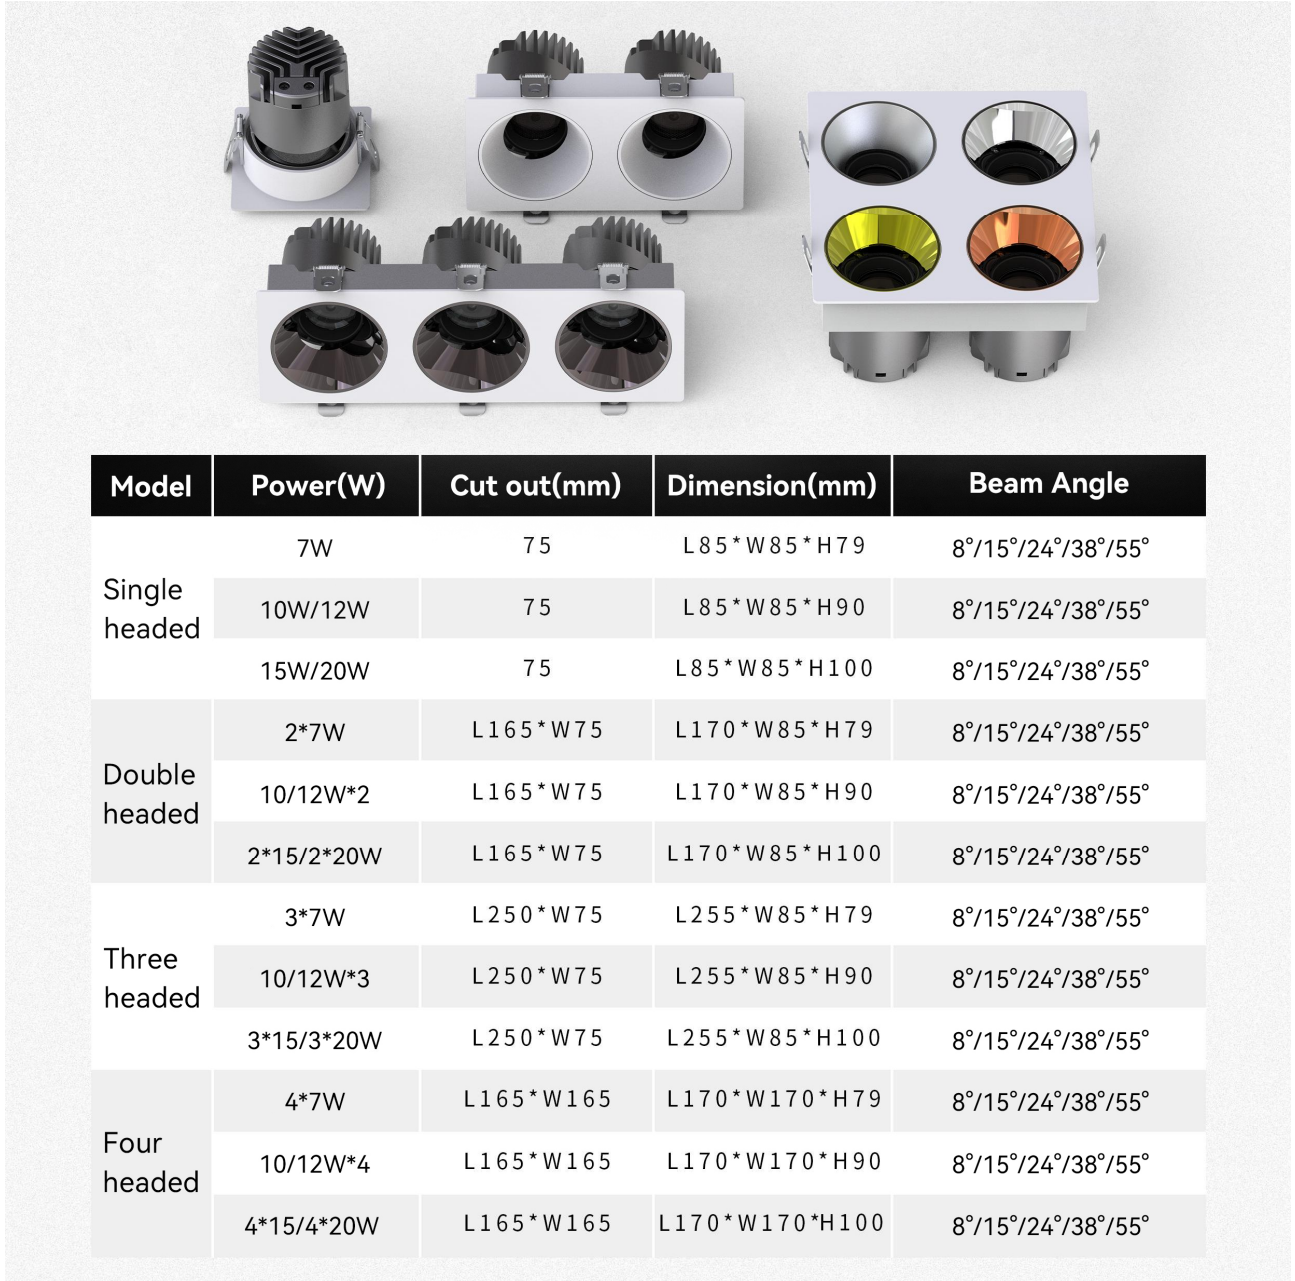 Model Power(W) Cut out(mm) Dimension(mm) Beam Angle
Single headed
7W 75 L85*W85*H79 8°/15°/24°/38°/55°
10W/12W 75 L85*W85*H90 8°/15°/24°/38°/55°
15W/20W 75 L85*W85*H100 8°/15°/24°/38°/55°
Double headed
2*7W L165*W75 L170*W85*H79 8°/15°/24°/38°/55°
10/12W*2 L165*W75 L170*W85*H90 8°/15°/24°/38°/55°
2*15/2*20W L165*W75 L170*W85*H100 8°/15°/24°/38°/55°
Three headed
3*7W L250*W75 L255*W85*H79 8°/15°/24°/38°/55°
10/12W*3 L250*W75 L255*W85*H90 8°/15°/24°/38°/55°
3*15/3*20W L250*W75 L255*W85*H100 8°/15°/24°/38°/55°
Four headed
4*7W L165*W165 L170*W170*H79 8°/15°/24°/38°/55°
10/12W*4 L165*W165 L170*W170*H90 8°/15°/24°/38°/55°
4*15/4*20W L165*W165 L170*W170*H100 8°/15°/24°/38°/55°